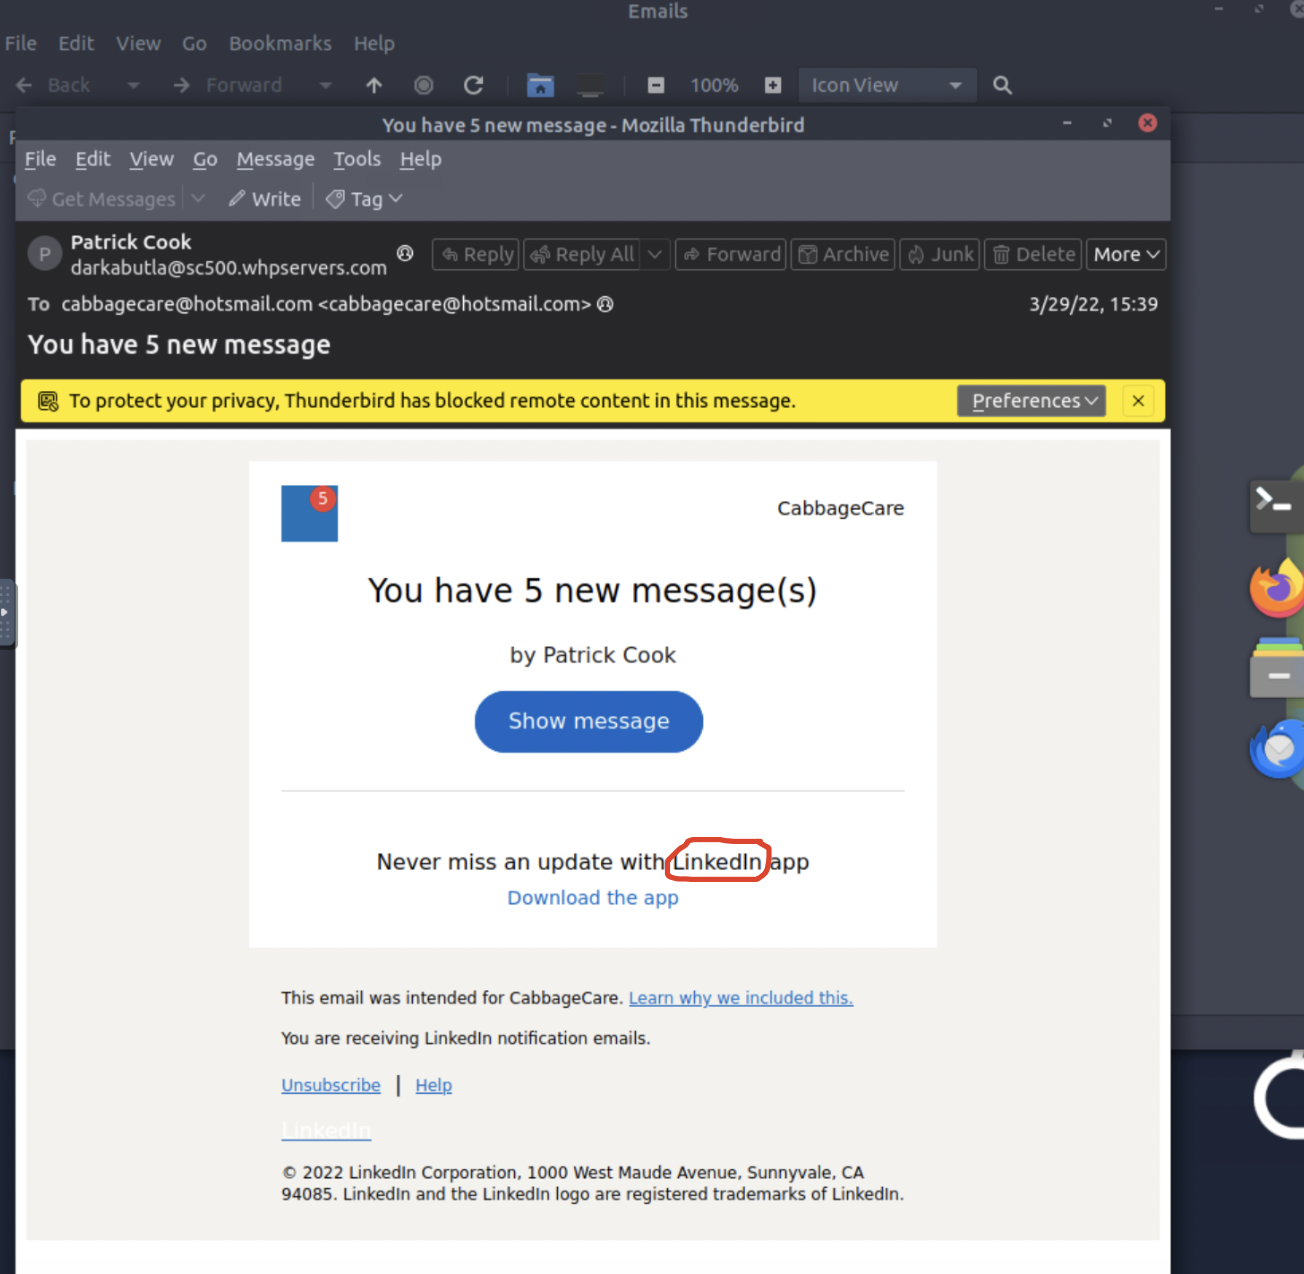 Emails
File Edit View Go Bookmarks Help
Back Forward 100% Icon View
You have 5 new message - Mozilla Thunderbird
File Edit View Go Message Tools Help
Get Messages Write Tag
P
Patrick Cook
darkabutla@sc500.whpservers.com
Reply Reply All Forward Archive Junk Delete More
To cabbagecare@hotsmail.com <cabbagecare@hotsmail.com>
3/29/22, 15:39
You have 5 new message
To protect your privacy, Thunderbird has blocked remote content in this message.
Preferences
5
CabbageCare
You have 5 new message(s)
by Patrick Cook
Show message
Never miss an update with LinkedIn app
Download the app
This email was intended for CabbageCare. Learn why we included this.
You are receiving LinkedIn notification emails.
Unsubscribe | Help
LinkedIn
© 2022 LinkedIn Corporation, 1000 West Maude Avenue, Sunnyvale, CA
94085. LinkedIn and the LinkedIn logo are registered trademarks of LinkedIn.